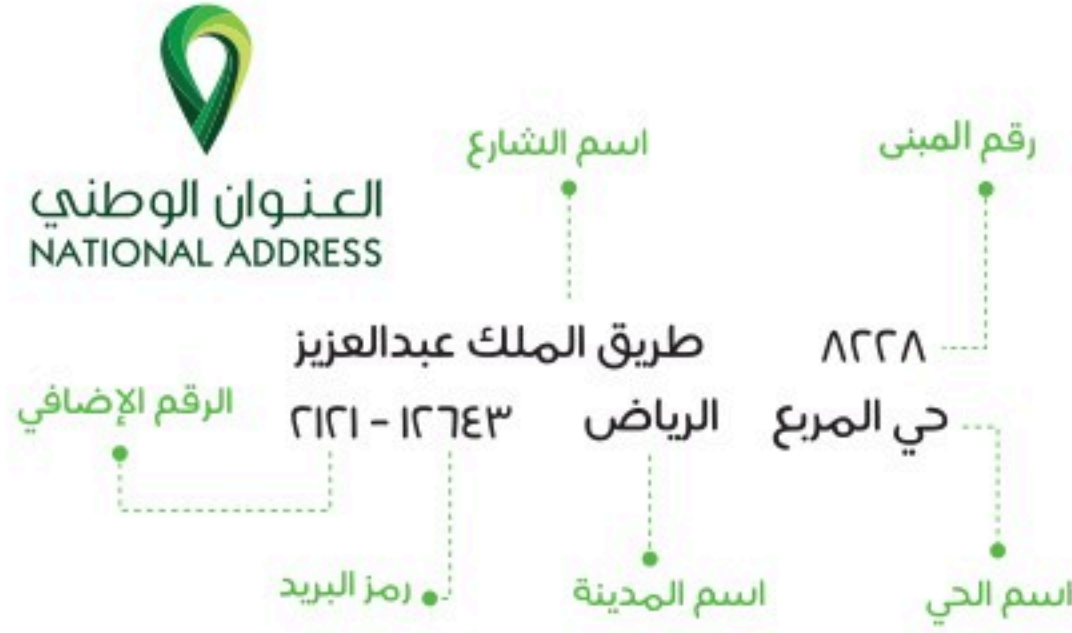 العنوان الوطني
NATIONAL ADDRESS
رقم المبنى
اسم الشارع
٨٢٢٨ طريق الملك عبدالعزيز
حي المربع الرياض ١٢٦٤٣ - ٢١٢١
الرقم الإضافي
اسم الحي
اسم المدينة
رمز البريد